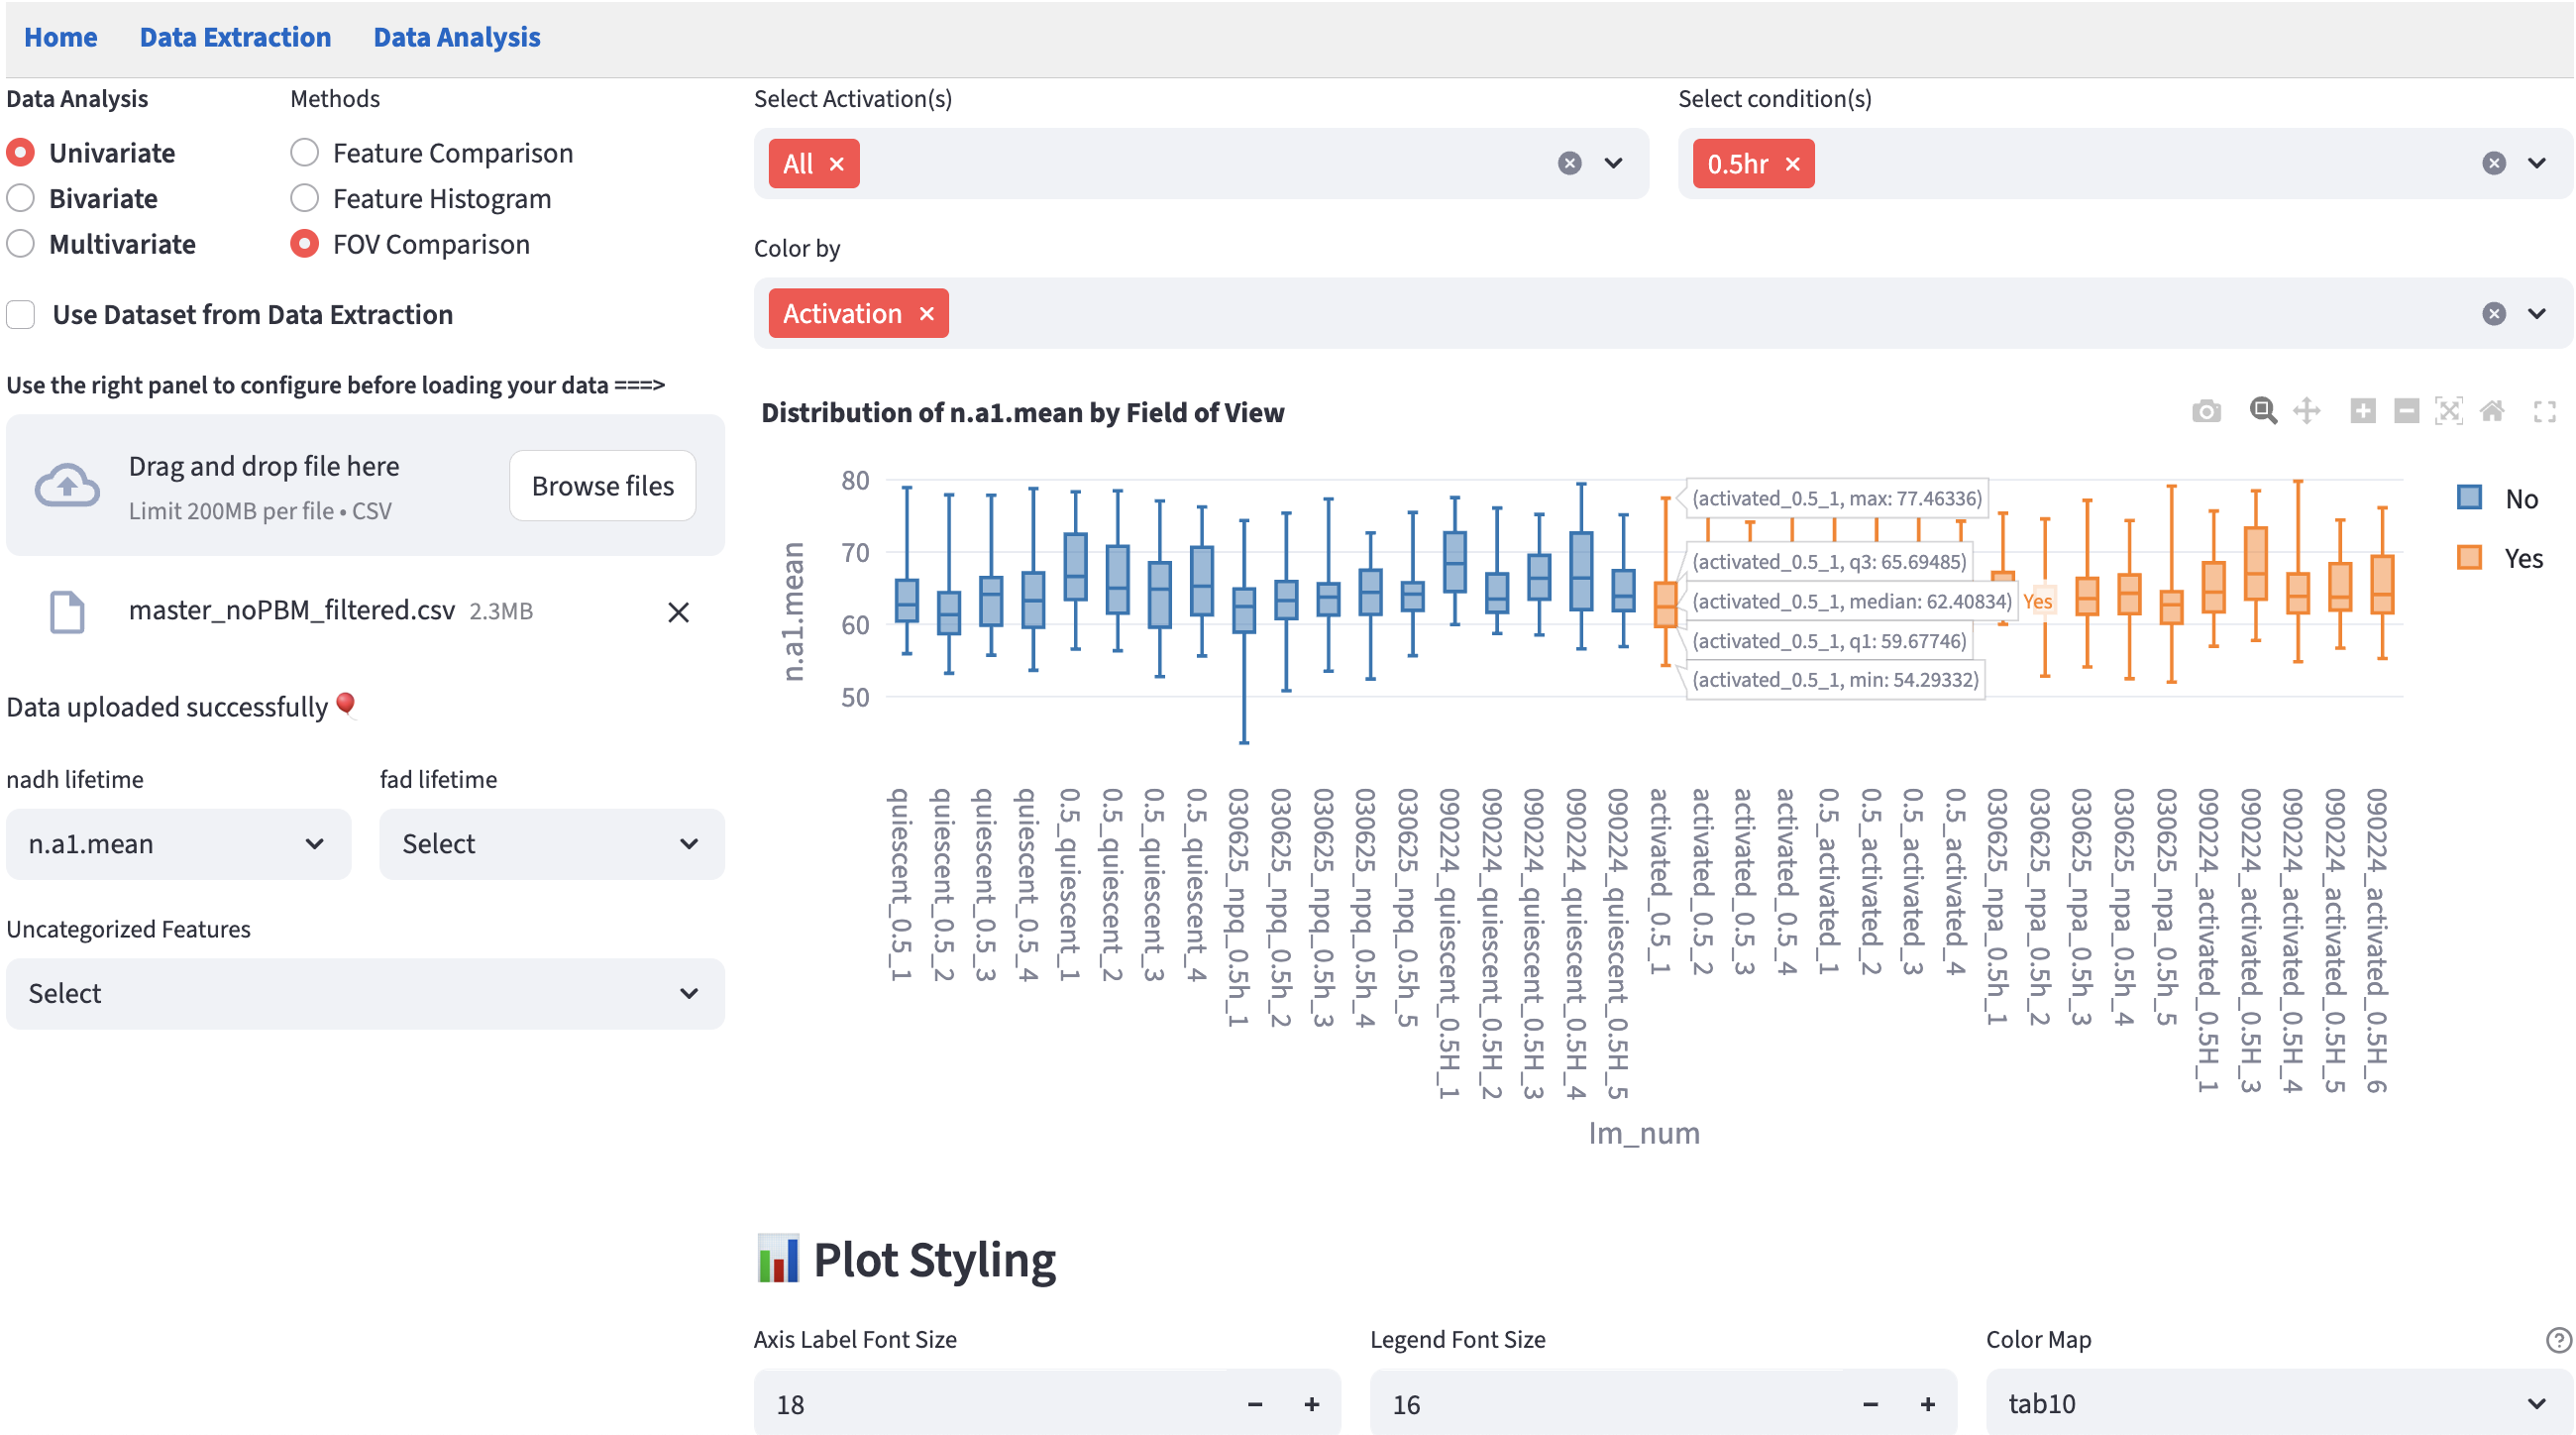 Home Data Extraction Data Analysis
Data Analysis
Univariate
Bivariate
Multivariate
Methods
Feature Comparison
Feature Histogram
FOV Comparison
Use Dataset from Data Extraction
Use the right panel to configure before loading your data ===>
Drag and drop file here
Limit 200MB per file • CSV
Browse files
master_noPBM_filtered.csv 2.3MB
Data uploaded successfully🎈
nadh lifetime
n.a1.mean
fad lifetime
Select
Uncategorized Features
Select
Select Activation(s)
All
Select condition(s)
0.5hr
Color by
Activation
Distribution of n.a1.mean by Field of View
n.a1.mean
80
70
60
50
(activated_0.5_1, max: 77.46336)
(activated_0.5_1, q3: 65.69485)
(activated_0.5_1, median: 62.40834) Yes
(activated_0.5_1, q1: 59.67746)
(activated_0.5_1, min: 54.29332)
No
Yes
quiescent_0.5_1
quiescent_0.5_2
quiescent_0.5_3
quiescent_0.5_4
0.5_quiescent_1
0.5_quiescent_2
0.5_quiescent_3
0.5_quiescent_4
030625_npq_0.5h_1
030625_npq_0.5h_2
030625_npq_0.5h_3
030625_npq_0.5h_4
030625_npq_0.5h_5
090224_quiescent_0.5H_1
090224_quiescent_0.5H_2
090224_quiescent_0.5H_3
090224_quiescent_0.5H_4
090224_quiescent_0.5H_5
activated_0.5_1
activated_0.5_2
activated_0.5_3
activated_0.5_4
0.5_activated_1
0.5_activated_2
0.5_activated_3
0.5_activated_4
030625_npa_0.5h_1
030625_npa_0.5h_2
030625_npa_0.5h_3
030625_npa_0.5h_4
030625_npa_0.5h_5
090224_activated_0.5H_1
090224_activated_0.5H_3
090224_activated_0.5H_4
090224_activated_0.5H_5
090224_activated_0.5H_6
Im_num
📊 Plot Styling
Axis Label Font Size
18
Legend Font Size
16
Color Map
tab10